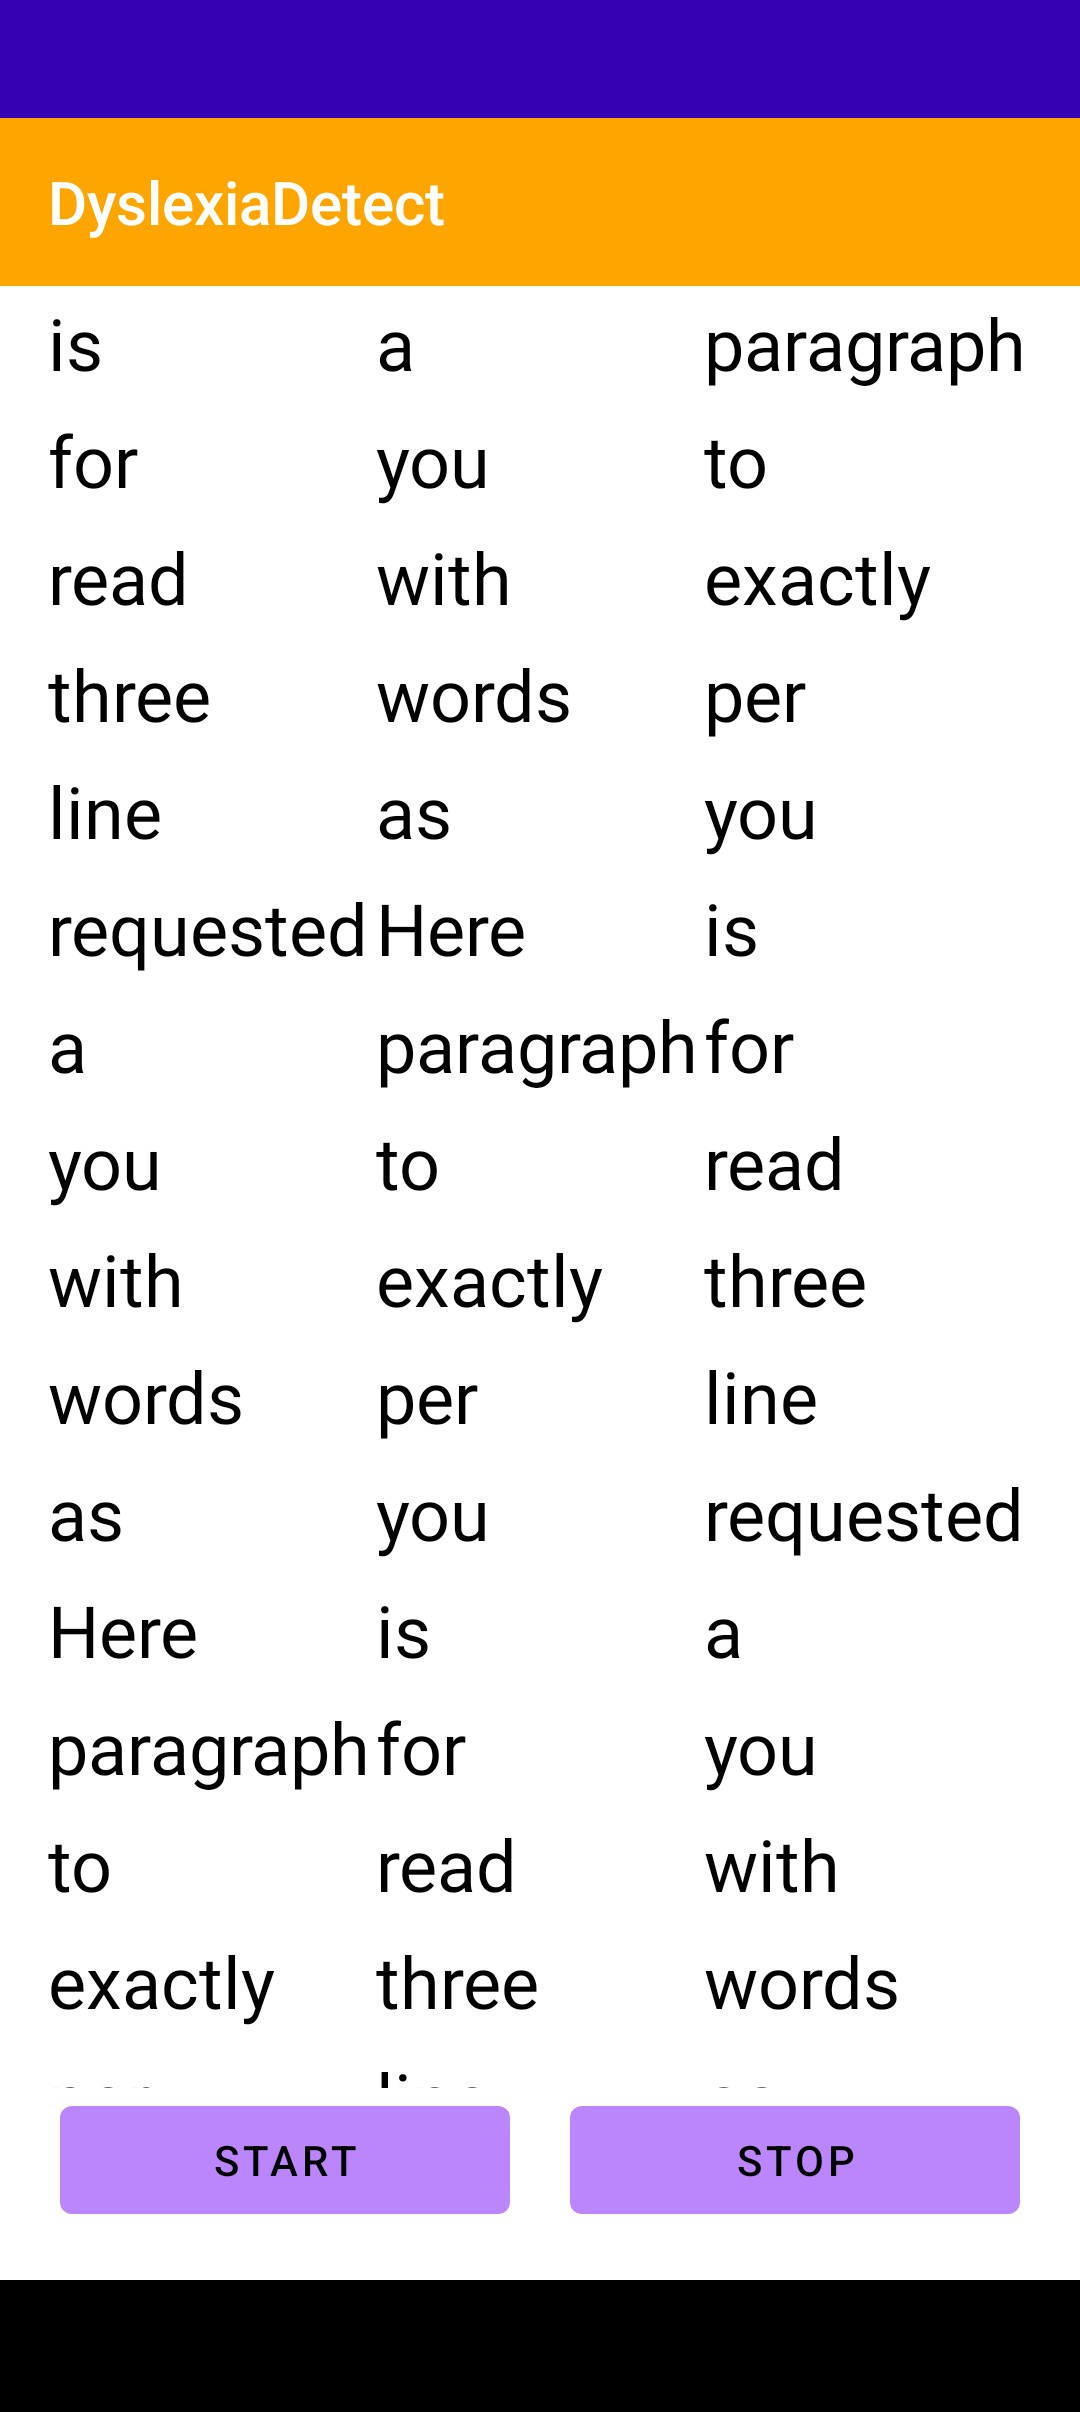 DyslexiaDetect
is a paragraph
for you to
read with exactly
three words per
line as you
requested Here is
a paragraph for
you to read
with exactly three
words per line
as you requested
Here is a
paragraph for you
to read with
exactly three words
START STOP